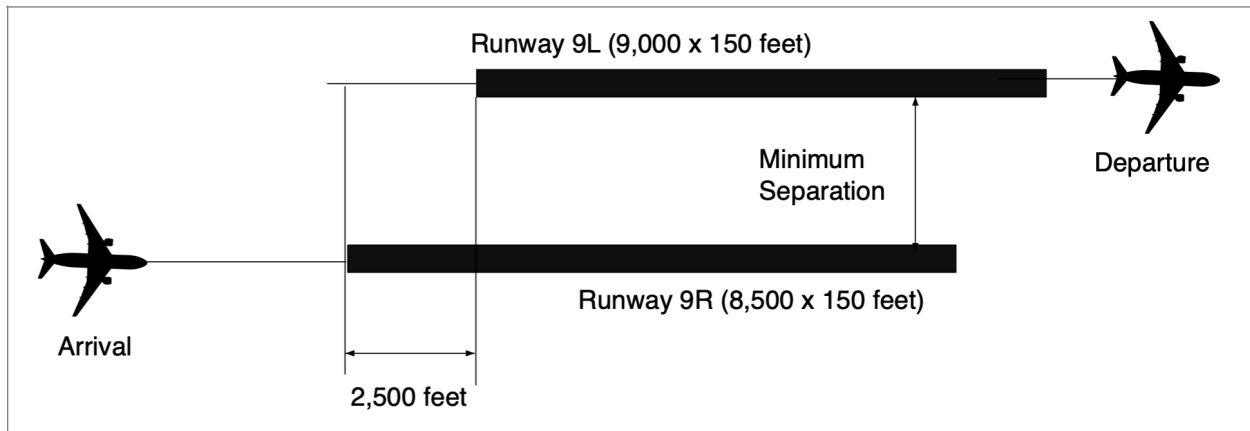 Runway 9L (9,000 x 150 feet)
Minimum
Separation
Departure
Runway 9R (8,500 x 150 feet)
Arrival
2,500 feet